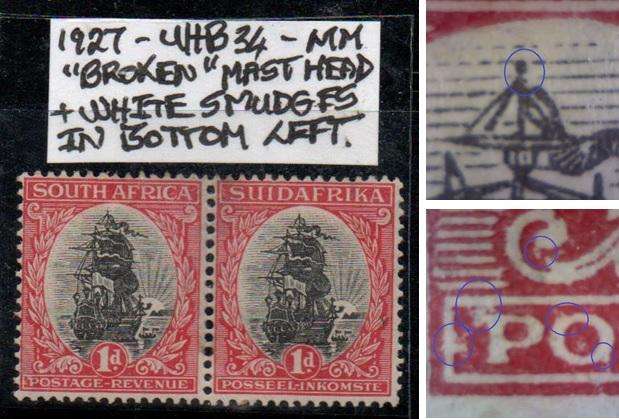 1927 - UHB 34 - MM
"BROKEN" MAST HEAD
+ WHITE SMUDGES
IN BOTTOM LEFT.
SOUTH AFRICA
SUIDAFRIKA
1d
1d
POSTAGE-REVENUE
POSSEEL-INKOMSTE
PO